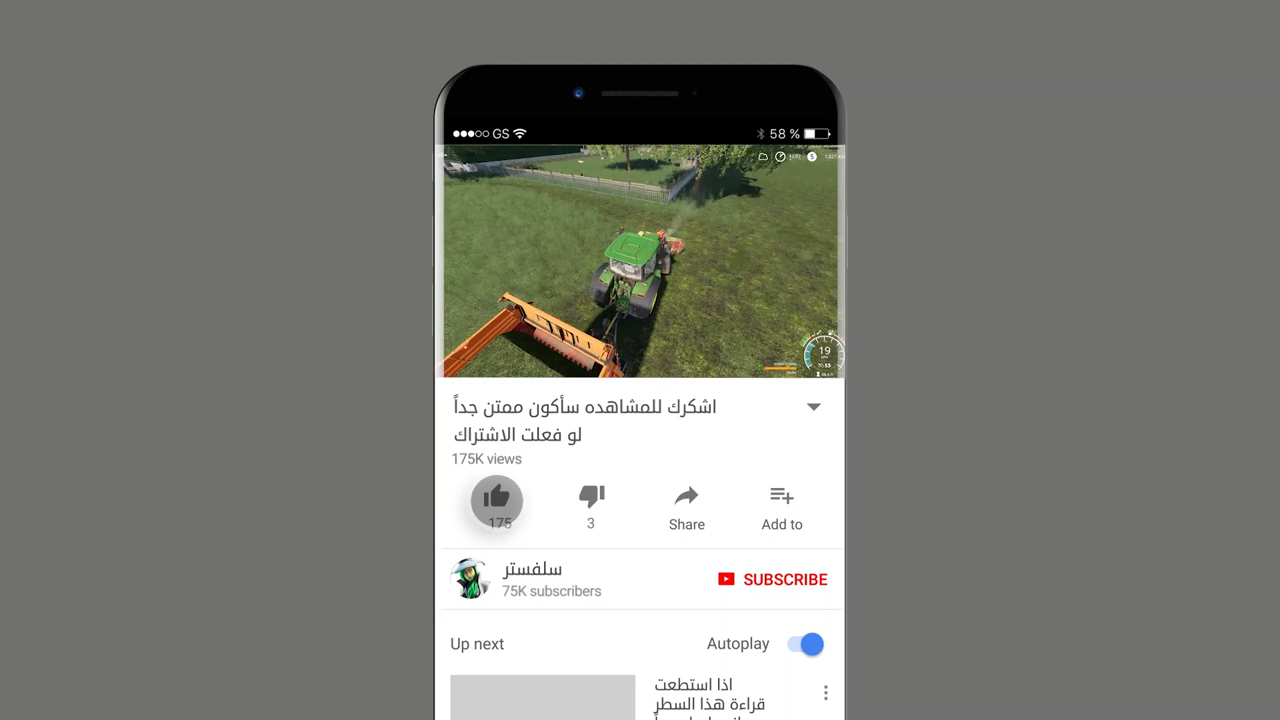 GS
58 %
19
اشكرك للمشاهده سأكون ممتن جداً
لو فعلت الاشتراك
175K views
175
3
Share
Add to
سلفستر
75K subscribers
SUBSCRIBE
Up next
Autoplay
اذا استطعت
قراءة هذا السطر